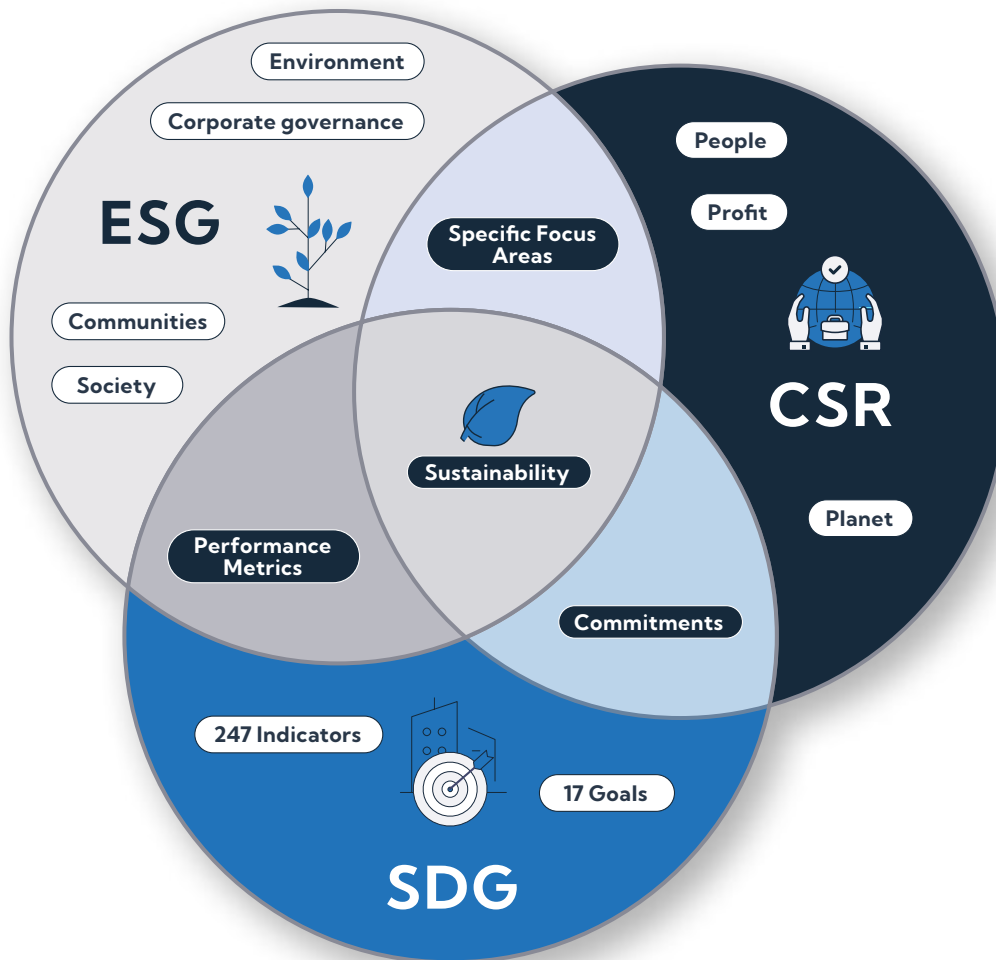 Environment
Corporate governance
ESG
Communities
Society
Specific Focus
Areas
People
Profit
CSR
Planet
Sustainability
Performance
Metrics
Commitments
247 Indicators
17 Goals
SDG